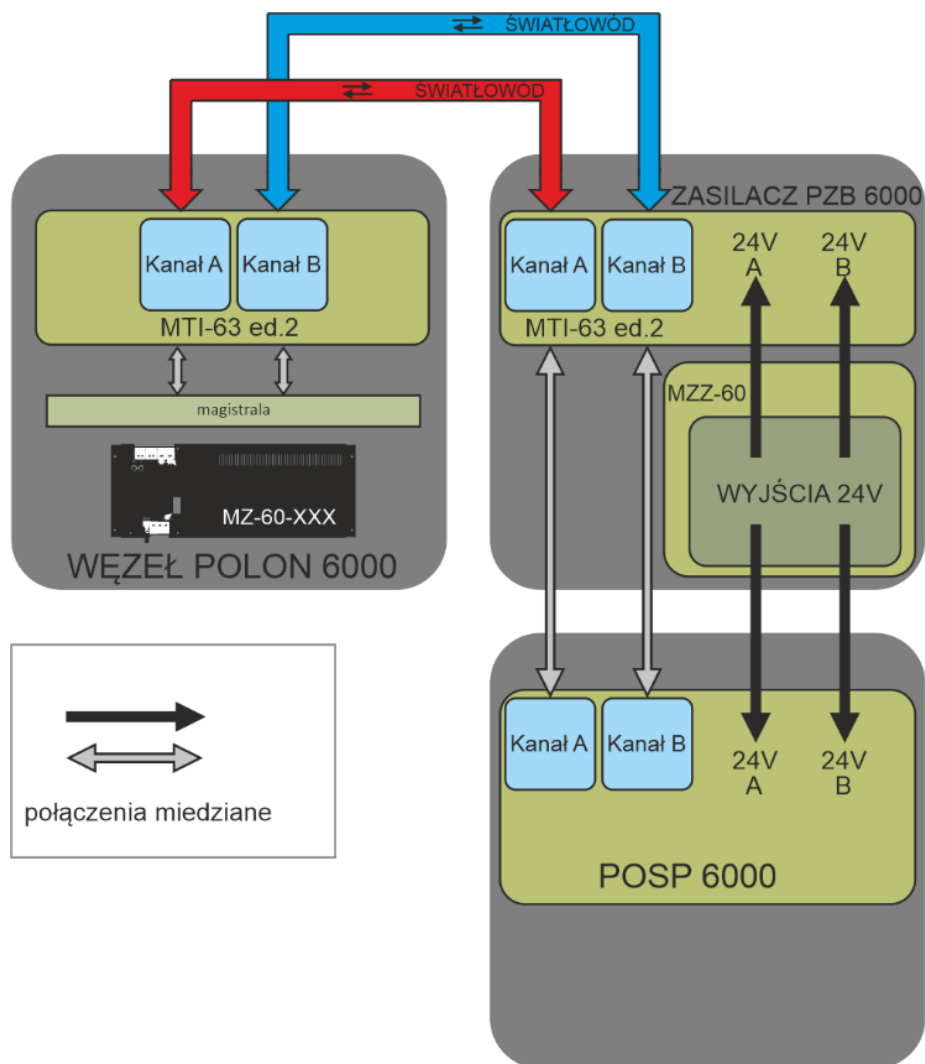 ŚWIATŁOWÓD
ŚWIATŁOWÓD
Kanał A
Kanał B
MTI-63 ed.2
magistrala
MZ-60-XXX
WĘZEŁ POLON 6000
ZASILACZ PZB 6000
Kanał A
Kanał B
24V
A
24V
B
MTI-63 ed.2
MZZ-60
WYJŚCIA 24V
Kanał A
Kanał B
24V
A
24V
B
POSP 6000
połączenia miedziane